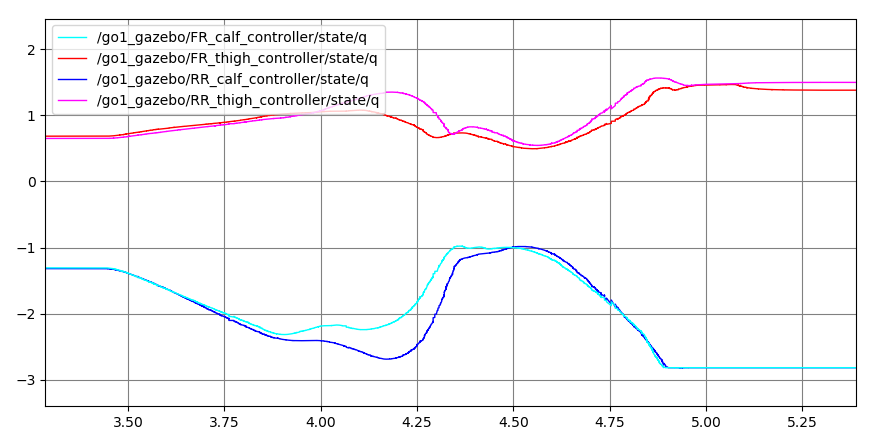 /go1_gazebo/FR_calf_controller/state/q
/go1_gazebo/FR_thigh_controller/state/q
/go1_gazebo/RR_calf_controller/state/q
/go1_gazebo/RR_thigh_controller/state/q
2
1
0
−1
−2
−3
3.50 3.75 4.00 4.25 4.50 4.75 5.00 5.25